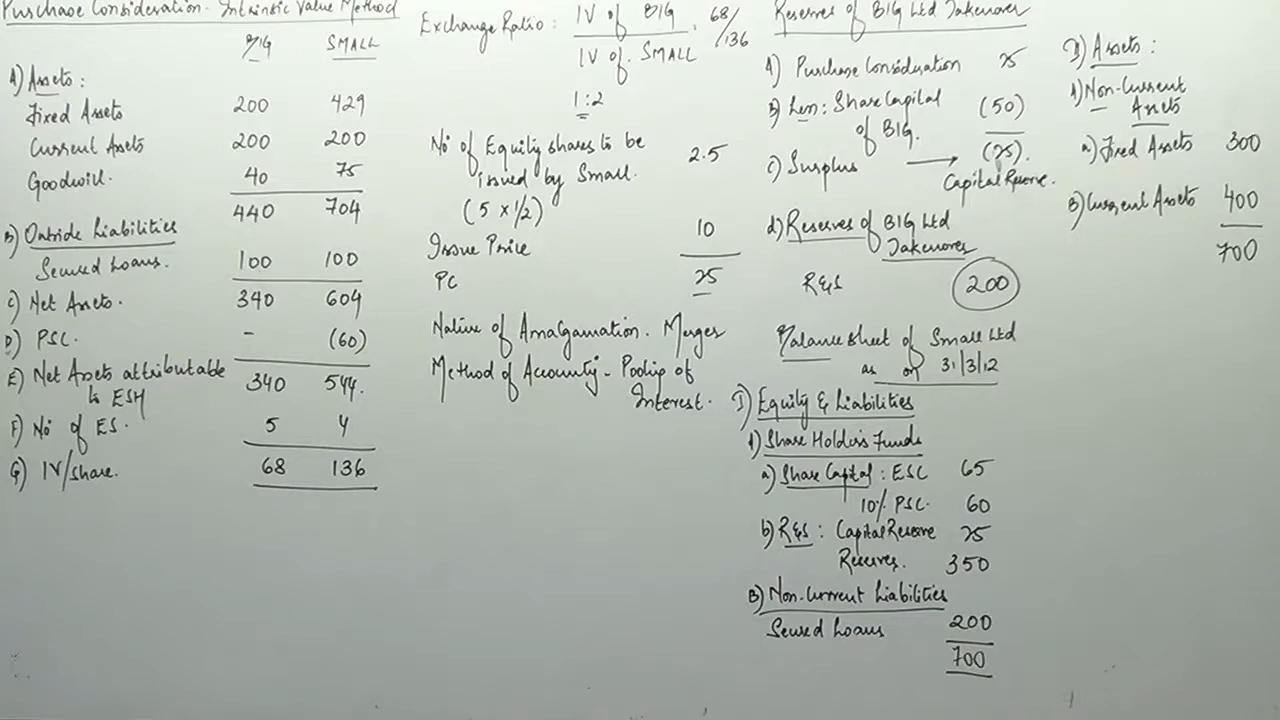 Purchase Consideration - Intrinsic Value Method
BIG SMALL
A) Assets:
Fixed Assets 200 429
Current Assets 200 200
Goodwill. 40 75
440 704
B) Outside Liabilities
Secured Loans. 100 100
C) Net Assets. 340 604
D) PSC. - (60)
E) Net Assets attributable
to ESH 340 544.
F) No of ES. 5 4
G) IV/share. 68 136
Exchange Ratio: IV of BIG . 68/136
IV of. SMALL
1:2
No of Equity shares to be
issued by Small. 2.5
(5 x 1/2)
Issue Price 10
PC 25
Nature of Amalgamation. Merger
Method of Accounty - Pooling of
Interest.
Reserves of BIG Ltd Takenover
A) Purchase Consideration 25
B) Less: Share Capital (50)
of BIG.
C) Surplus → (25).
Capital Reserve.
d) Reserves of BIG Ltd
Takenover
R&S 200
Balance sheet of Small Ltd
as on 31/3/12
I) Equity & Liabilities
1) Share Holders Funds
a) Share Capital: ESC 65
10% PSC. 60
b) R&S: Capital Reserve 25
Reserves. 350
B) Non-Current Liabilities
Secured Loans 200
700
II) Assets:
1) Non-Current
Assets
a) Fixed Assets 300
B) Current Assets 400
700